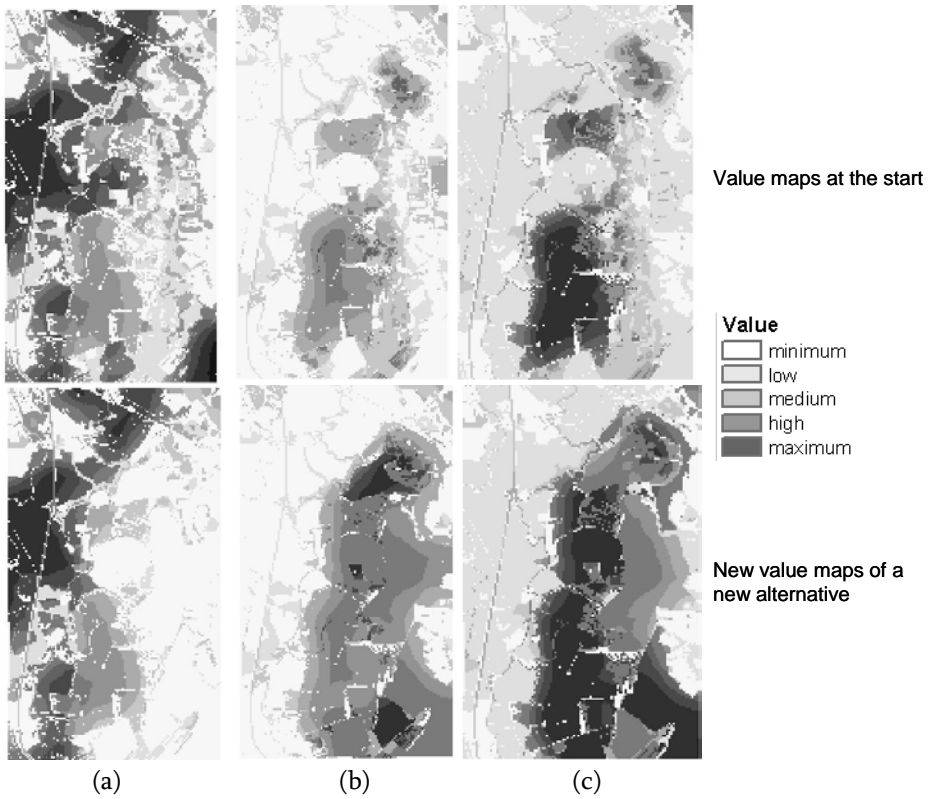 Value maps at the start
Value
minimum
low
medium
high
maximum
New value maps of a
new alternative
(a)
(b)
(c)